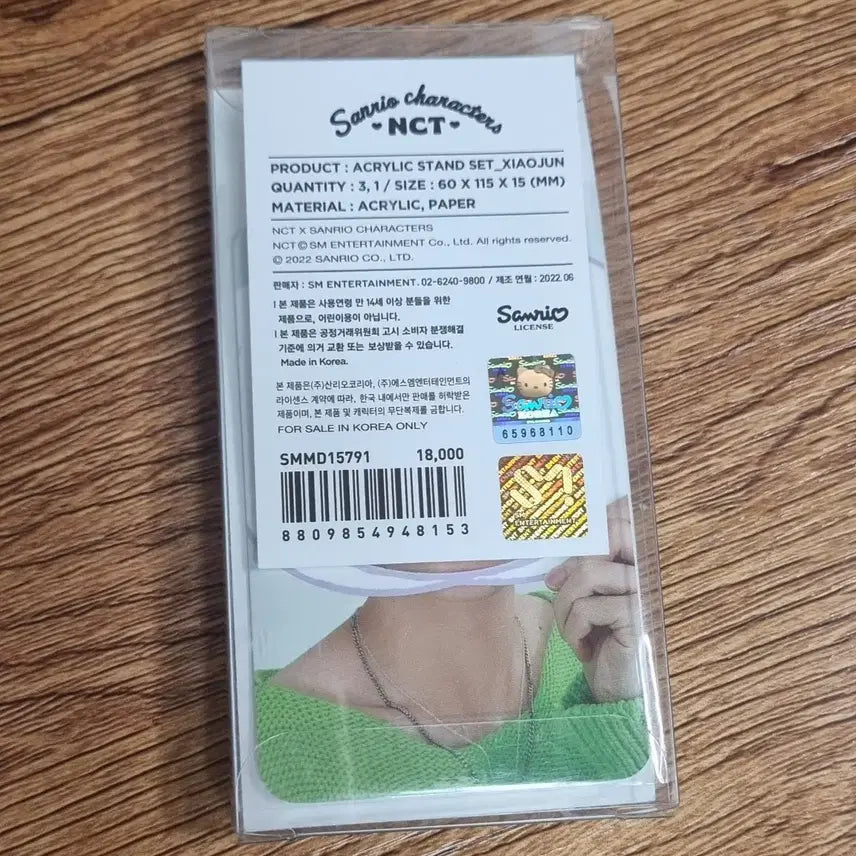 Sanrio characters
NCT
PRODUCT : ACRYLIC STAND SET_XIAOJUN
QUANTITY : 3, 1 / SIZE : 60 X 115 X 15 (MM)
MATERIAL : ACRYLIC, PAPER
NCT X SANRIO CHARACTERS
NCT © SM ENTERTAINMENT Co., Ltd. All rights reserved.
© 2022 SANRIO CO., LTD.
판매자 : SM ENTERTAINMENT. 02-6240-9800 / 제조 연월 : 2022.06
| 본 제품은 사용연령 만 14세 이상 분들을 위한
제품으로, 어린이용이 아닙니다.
| 본 제품은 공정거래위원회 고시 소비자 분쟁해결
기준에 의거 교환 또는 보상받을 수 있습니다.
Made in Korea.
Sanrio
LICENSE
본 제품은(주)산리오코리아, (주)에스엠엔터테인먼트의
라이센스 계약에 따라, 한국 내에서만 판매를 허락받은
제품이며, 본 제품 및 캐릭터의 무단복제를 금합니다.
FOR SALE IN KOREA ONLY
Sanrio
KOREA
65968110
SMMD15791 18,000
8809854948153
SM
SM
ENTERTAINMENT